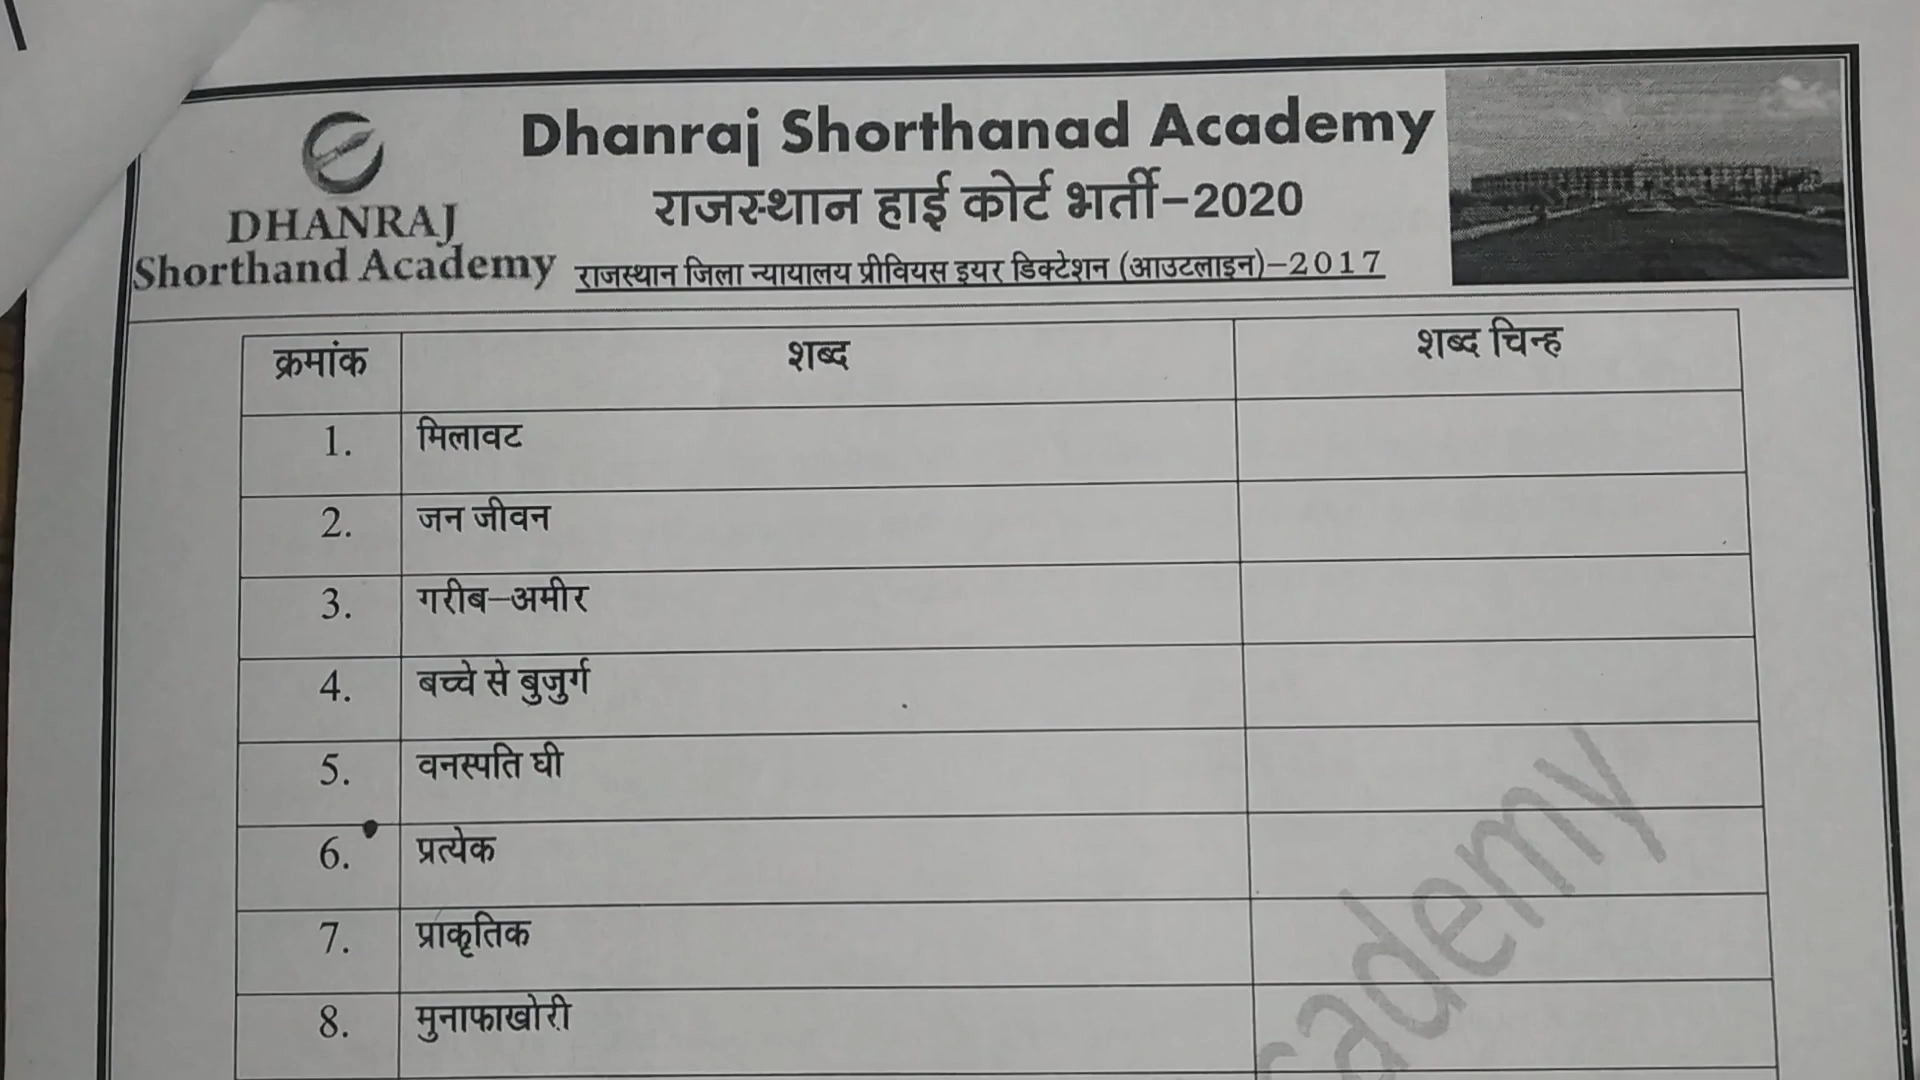 Dhanraj Shorthanad Academy
राजस्थान हाई कोर्ट भर्ती-2020
DHANRAJ
Shorthand Academy
राजस्थान जिला न्यायालय प्रीवियस इयर डिक्टेशन (आउटलाइन)-2017
क्रमांक शब्द शब्द चिन्ह
1. मिलावट
2. जन जीवन
3. गरीब-अमीर
4. बच्चे से बुजुर्ग
5. वनस्पति घी
6. प्रत्येक
7. प्राकृतिक
8. मुनाफाखोरी